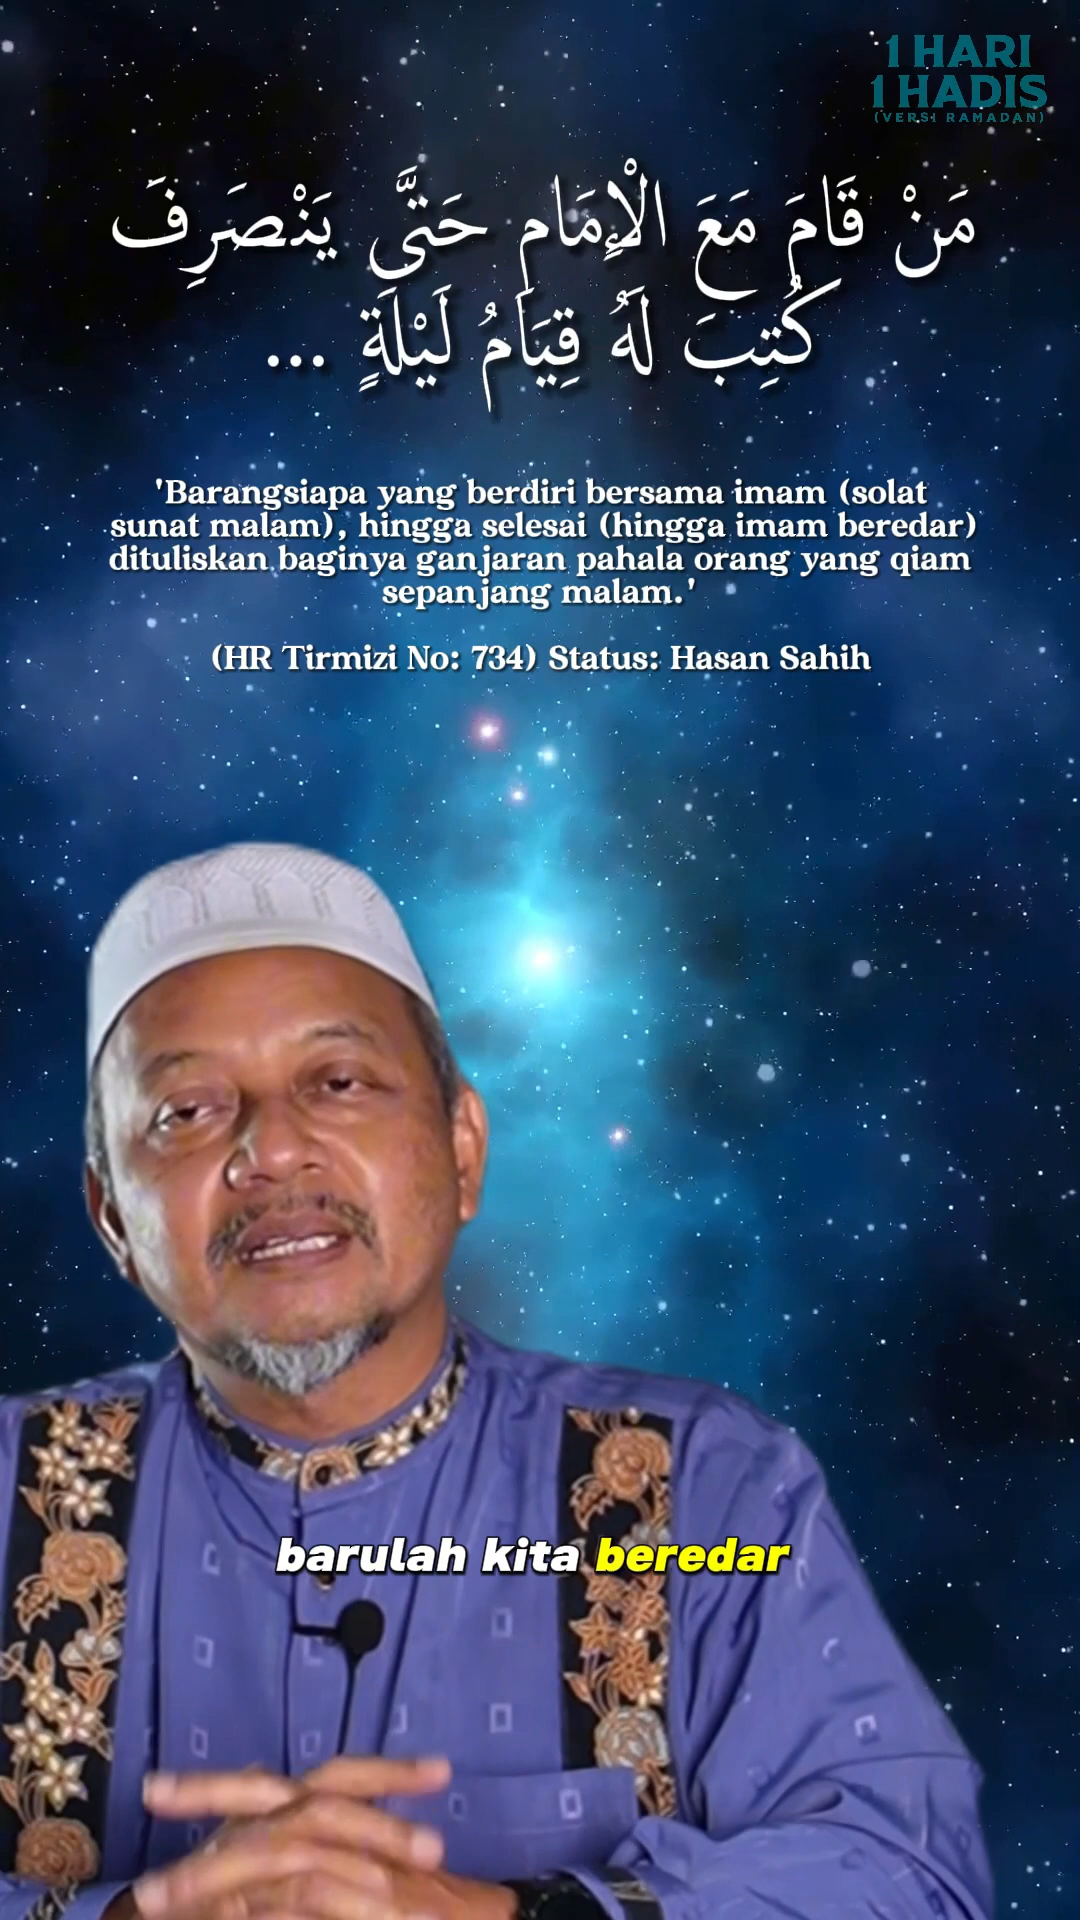 1 HARI
1 HADIS
(VERSI RAMADAN)
مَنْ قَامَ مَعَ الْإِمَامِ حَتَّى يَنْصَرِفَ
كُتِبَ لَهُ قِيَامُ لَيْلَةٍ ...
'Barangsiapa yang berdiri bersama imam (solat
sunat malam), hingga selesai (hingga imam beredar)
dituliskan baginya ganjaran pahala orang yang qiam
sepanjang malam.'
(HR Tirmizi No: 734) Status: Hasan Sahih
barulah kita beredar